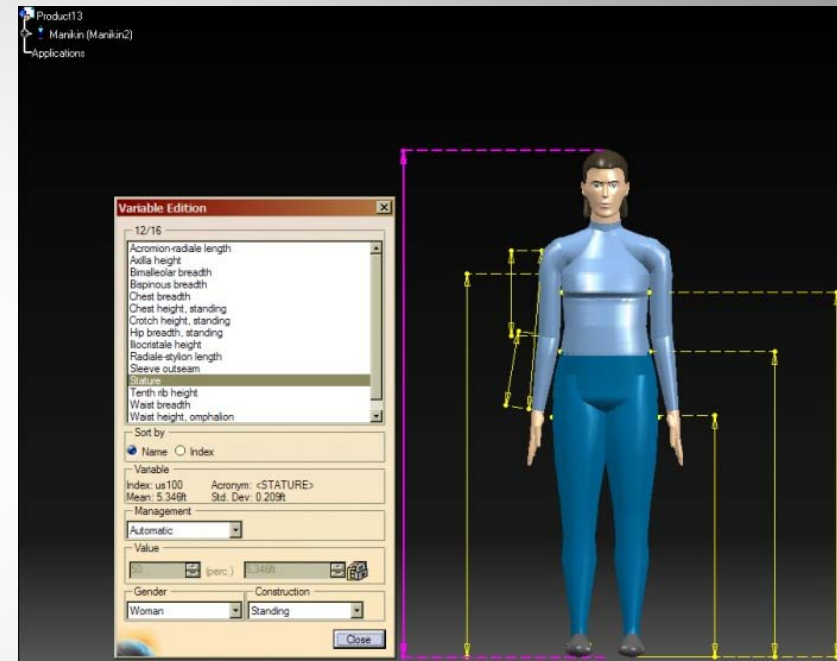 Product13
Manikin (Manikin2)
Applications
Variable Edition
12/16
Acromion-radiale length
Axilla height
Bimalleolar breadth
Bispinous breadth
Chest breadth
Chest height, standing
Crotch height, standing
Hip breadth, standing
Iliocristale height
Radiale-stylion length
Sleeve outseam
Stature
Tenth rib height
Waist breadth
Waist height, omphalion
Sort by
Name Index
Variable
Index: us100 Acronym: <STATURE>
Mean: 5.346ft Std. Dev: 0.209ft
Management
Automatic
Value
50 (perc.) 5.346ft
Gender Construction
Woman Standing
Close